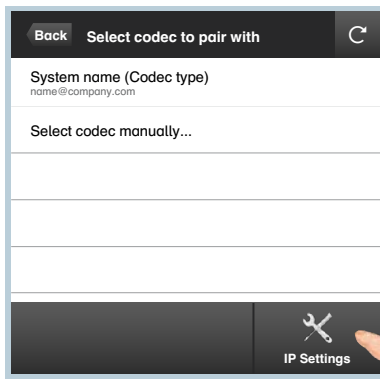 Back
Select codec to pair with
System name (Codec type)
name@company.com
Select codec manually...
IP Settings